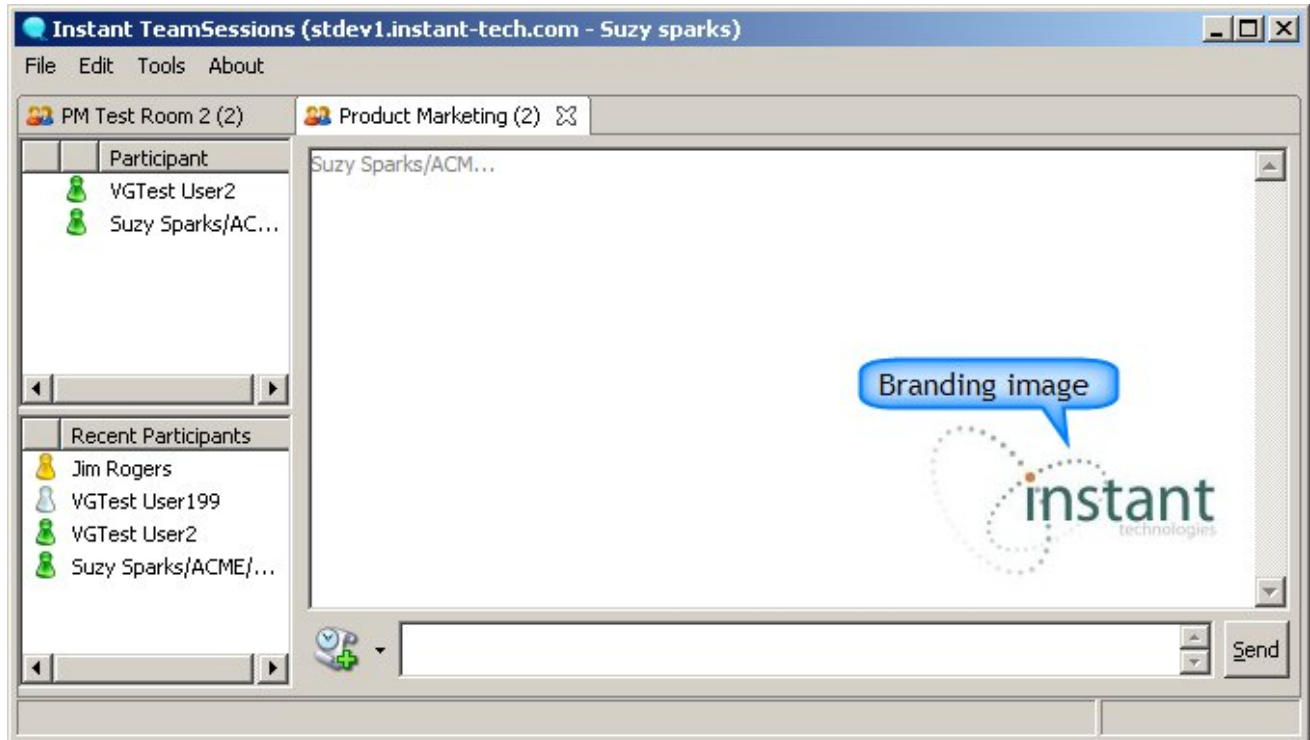 Instant TeamSessions (stdev1.instant-tech.com - Suzy sparks)
File Edit Tools About
PM Test Room 2 (2) Product Marketing (2)
Participant
VGTest User2
Suzy Sparks/AC...
Suzy Sparks/ACM...
Branding image
instant
technologies
Recent Participants
Jim Rogers
VGTest User199
VGTest User2
Suzy Sparks/ACME/...
Send